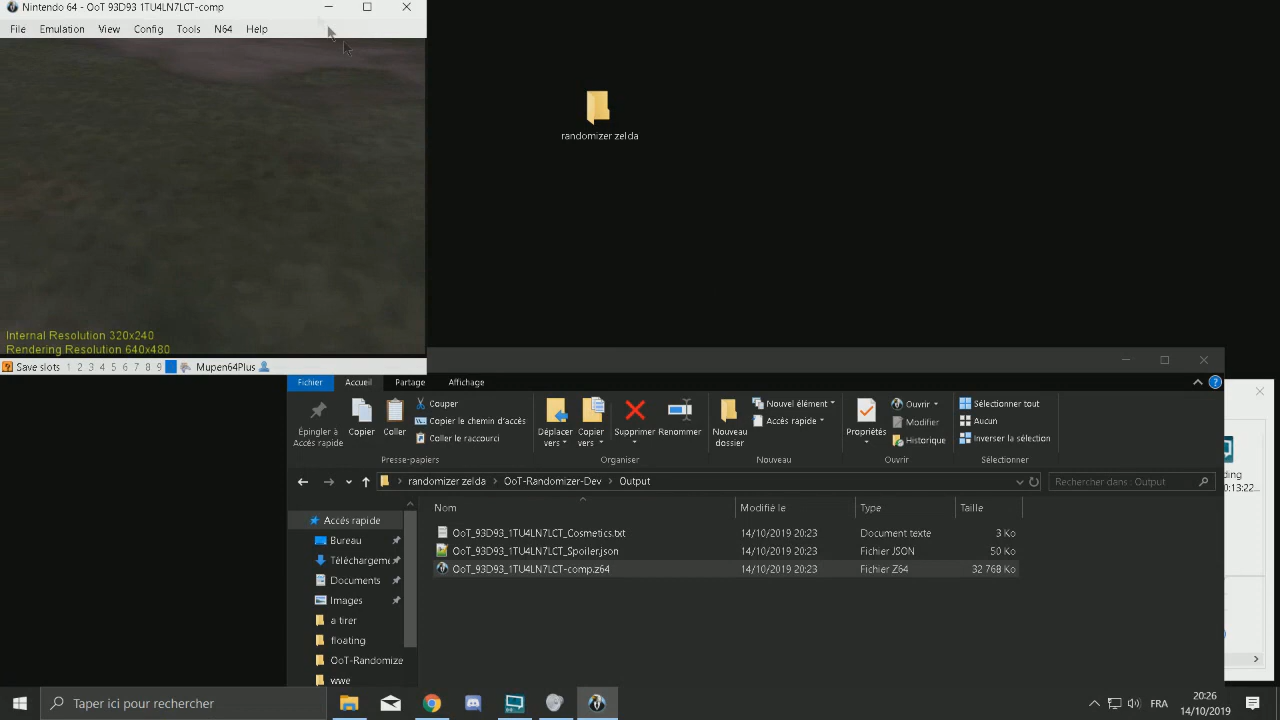 Nintendo 64 - OoT 93D93 1TU4LN7LCT-comp
File Emulation View Config Tools N64 Help
randomizer zelda
Internal Resolution 320x240
Rendering Resolution 640x480
Save slots 1 2 3 4 5 6 7 8 9 Mupen64Plus
Fichier Accueil Partage Affichage
Épingler à Accès rapide
Copier
Coller
Couper
Copier le chemin d'accès
Coller le raccourci
Presse-papiers
Déplacer vers
Copier vers
Supprimer
Renommer
Organiser
Nouveau dossier
Nouvel élément
Accès rapide
Nouveau
Propriétés
Ouvrir
Modifier
Historique
Ouvrir
Sélectionner tout
Aucun
Inverser la sélection
Sélectionner
randomizer zelda > OoT-Randomizer-Dev > Output
Rechercher dans : Output
Nom Modifié le Type Taille
OoT_93D93_1TU4LN7LCT_Cosmetics.txt 14/10/2019 20:23 Document texte 3 Ko
OoT_93D93_1TU4LN7LCT_Spoiler.json 14/10/2019 20:23 Fichier JSON 50 Ko
OoT_93D93_1TU4LN7LCT-comp.z64 14/10/2019 20:23 Fichier Z64 32 768 Ko
Accès rapide
Bureau
Téléchargeme
Documents
Images
a tirer
floating
OoT-Randomize
wwe
ding
0:13:22...
Taper ici pour rechercher
FRA
20:26
14/10/2019